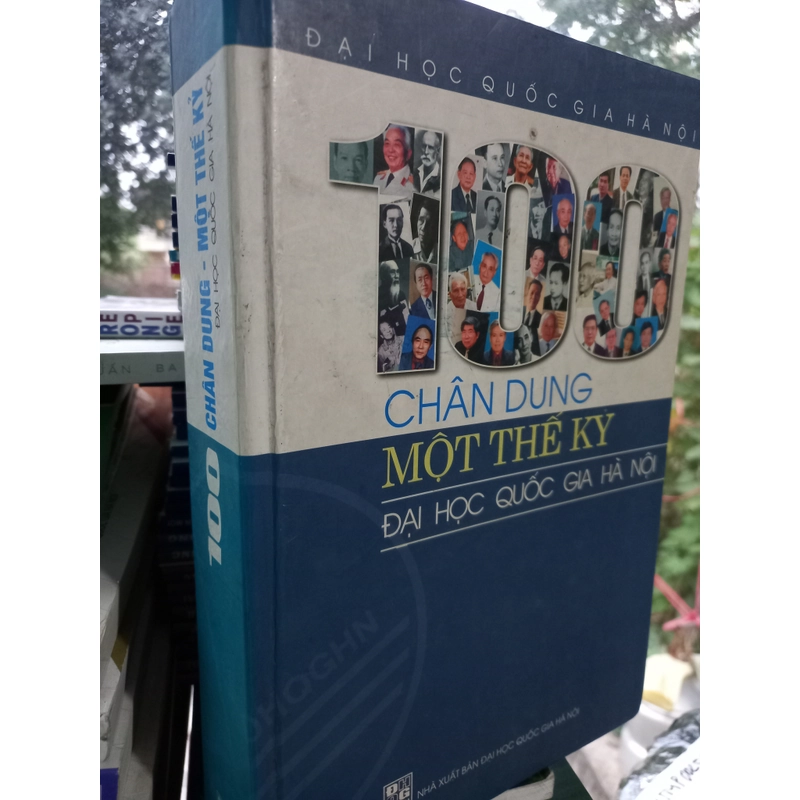 ĐẠI HỌC QUỐC GIA HÀ NỘI
100
CHÂN DUNG
MỘT THẾ KỶ
ĐẠI HỌC QUỐC GIA HÀ NỘI
NHÀ XUẤT BẢN ĐẠI HỌC QUỐC GIA HÀ NỘI
100 CHÂN DUNG - MỘT THẾ KỶ
ĐẠI HỌC QUỐC GIA HÀ NỘI
ĐHQGHN